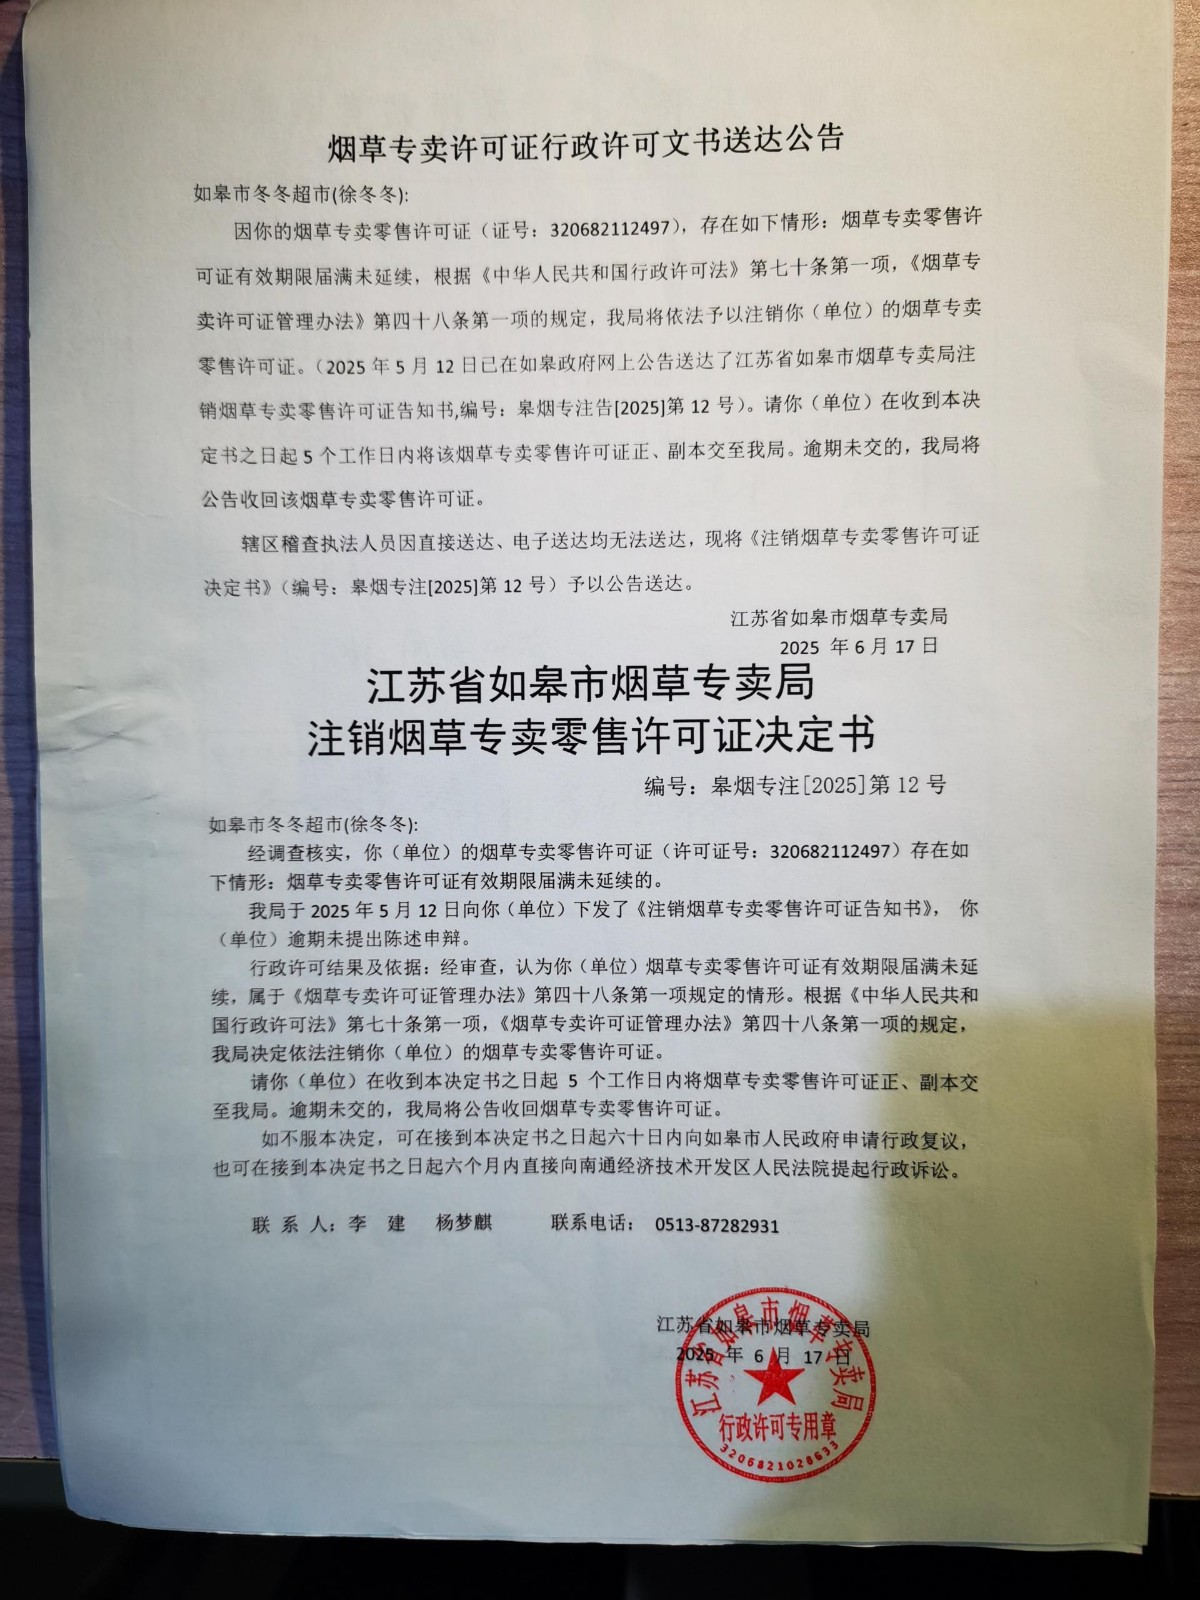 烟草专卖许可证行政许可文书送达公告
如皋市冬冬超市(徐冬冬):
因你的烟草专卖零售许可证（证号：320682112497），存在如下情形：烟草专卖零售许
可证有效期限届满未延续，根据《中华人民共和国行政许可法》第七十条第一项，《烟草专
卖许可证管理办法》第四十八条第一项的规定，我局将依法予以注销你（单位）的烟草专卖
零售许可证。（2025 年 5 月 12 日已在如皋政府网上公告送达了江苏省如皋市烟草专卖局注
销烟草专卖零售许可证告知书,编号：皋烟专注告[2025]第 12 号）。请你（单位）在收到本决
定书之日起 5 个工作日内将该烟草专卖零售许可证正、副本交至我局。逾期未交的，我局将
公告收回该烟草专卖零售许可证。
辖区稽查执法人员因直接送达、电子送达均无法送达，现将《注销烟草专卖零售许可证
决定书》（编号：皋烟专注[2025]第 12 号）予以公告送达。
江苏省如皋市烟草专卖局
2025 年 6 月 17 日
江苏省如皋市烟草专卖局
注销烟草专卖零售许可证决定书
编号：皋烟专注[2025]第 12 号
如皋市冬冬超市(徐冬冬):
经调查核实，你（单位）的烟草专卖零售许可证（许可证号：320682112497）存在如
下情形：烟草专卖零售许可证有效期限届满未延续的。
我局于 2025 年 5 月 12 日向你（单位）下发了《注销烟草专卖零售许可证告知书》， 你
（单位）逾期未提出陈述申辩。
行政许可结果及依据：经审查，认为你（单位）烟草专卖零售许可证有效期限届满未延
续，属于《烟草专卖许可证管理办法》第四十八条第一项规定的情形。根据《中华人民共和
国行政许可法》第七十条第一项，《烟草专卖许可证管理办法》第四十八条第一项的规定，
我局决定依法注销你（单位）的烟草专卖零售许可证。
请你（单位）在收到本决定书之日起 5 个工作日内将烟草专卖零售许可证正、副本交
至我局。逾期未交的，我局将公告收回烟草专卖零售许可证。
如不服本决定，可在接到本决定书之日起六十日内向如皋市人民政府申请行政复议，
也可在接到本决定书之日起六个月内直接向南通经济技术开发区人民法院提起行政诉讼。
联 系 人：李 建 杨梦麒 联系电话： 0513-87282931
江苏省如皋市烟草专卖局
2025 年 6 月 17 日
江苏省如皋市烟草专卖局
行政许可专用章
3206821028633